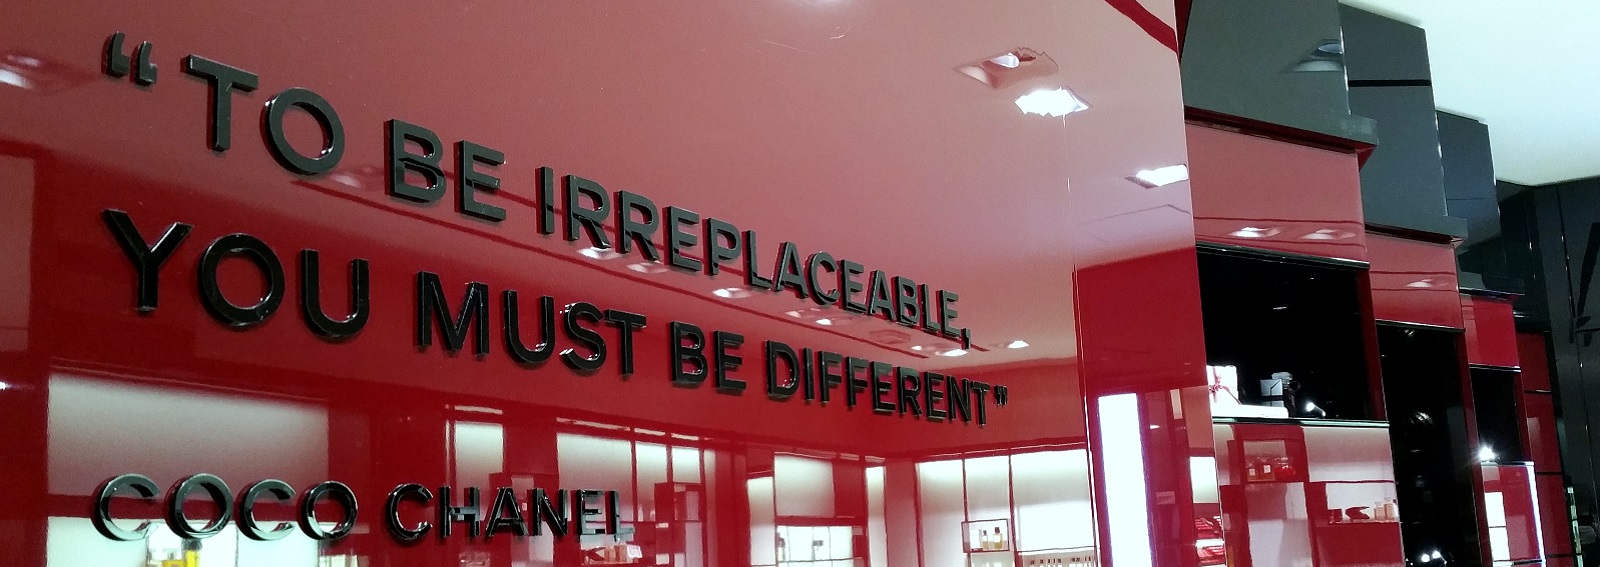 “TO BE IRREPLACEABLE,
YOU MUST BE DIFFERENT”
COCO CHANEL